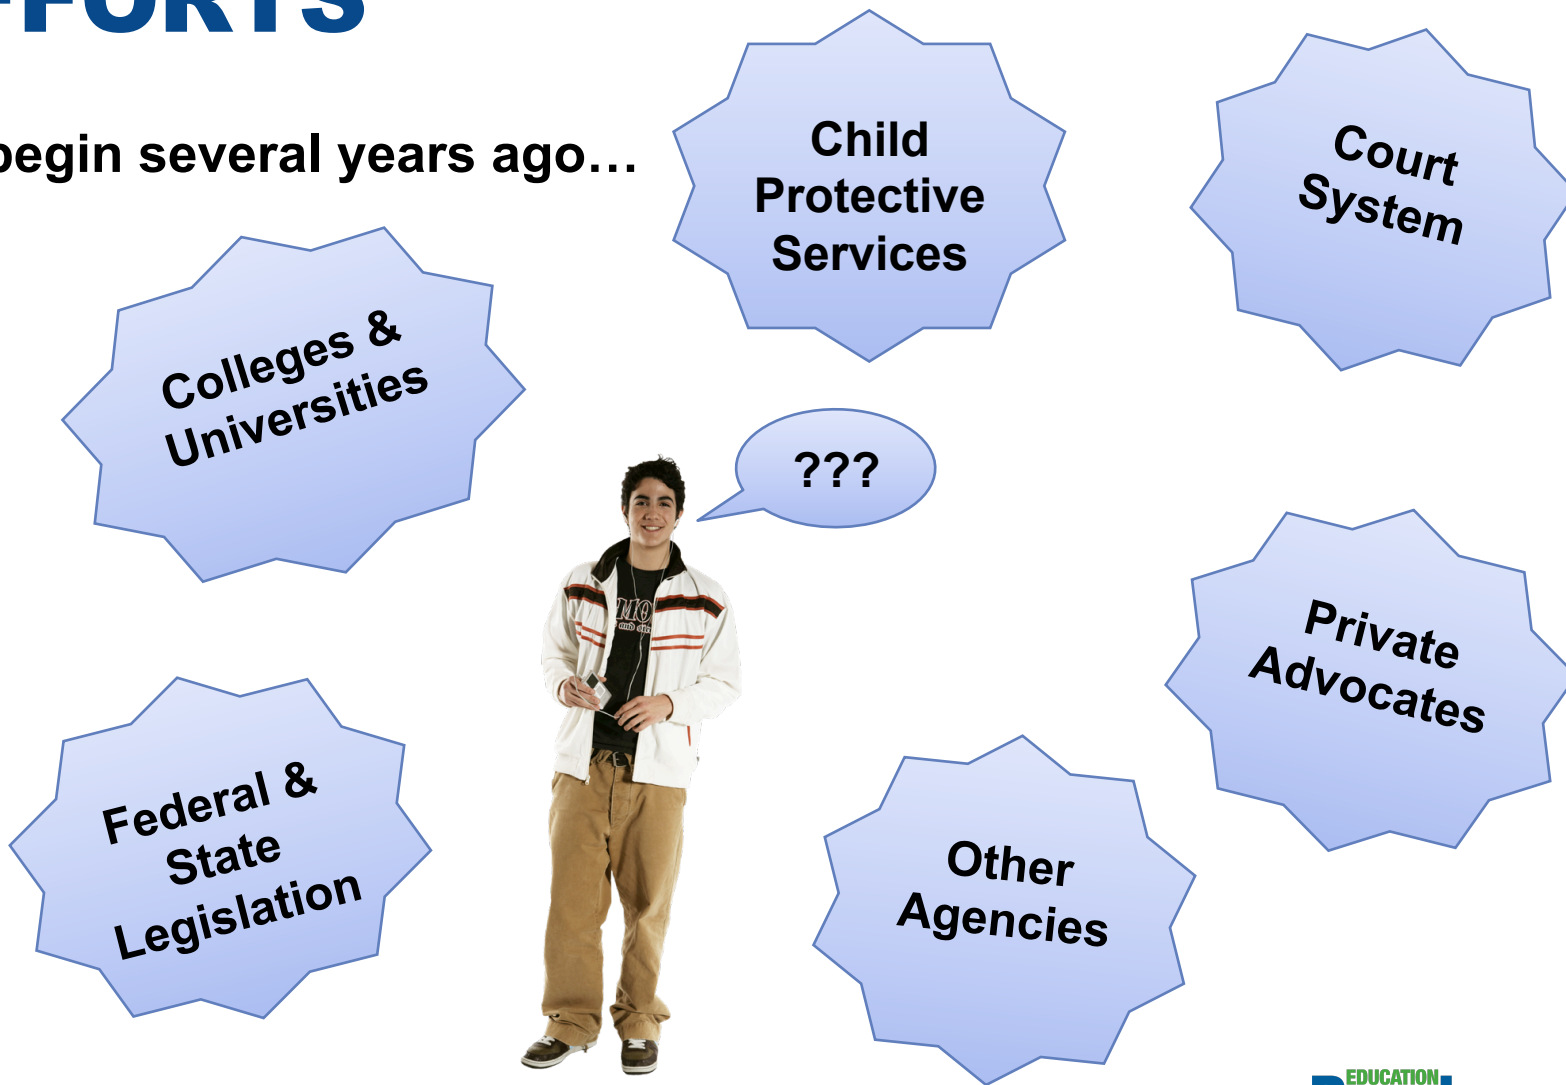 FFORTS
begin several years ago…
Child
Protective
Services
Court
System
Colleges &
Universities
???
Private
Advocates
Federal &
State
Legislation
Other
Agencies
EDUCATION